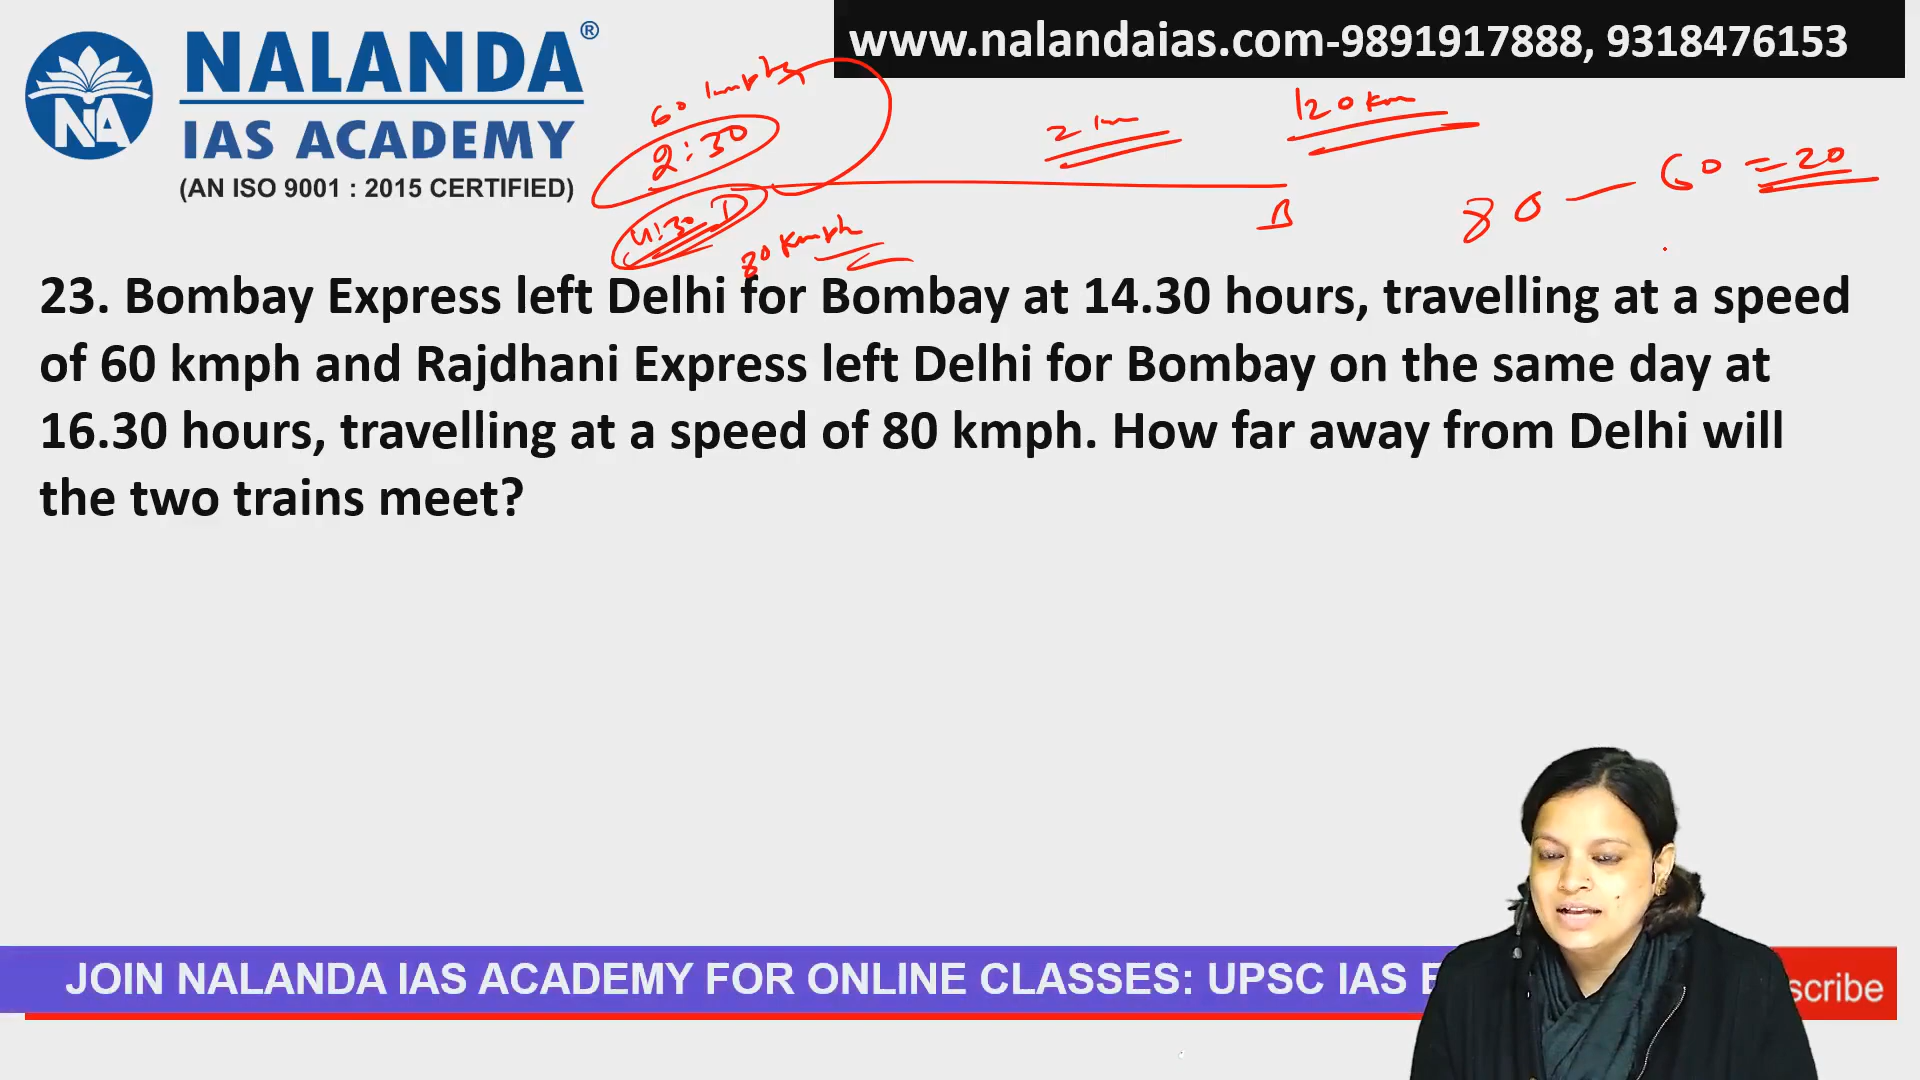 NALANDA®
IAS ACADEMY
(AN ISO 9001 : 2015 CERTIFIED)
NA
www.nalandaias.com-9891917888, 9318476153
60 kmph
2:30
4:30 D
80 kmph
120 km
B
80 - 60 = 20
23. Bombay Express left Delhi for Bombay at 14.30 hours, travelling at a speed
of 60 kmph and Rajdhani Express left Delhi for Bombay on the same day at
16.30 hours, travelling at a speed of 80 kmph. How far away from Delhi will
the two trains meet?
JOIN NALANDA IAS ACADEMY FOR ONLINE CLASSES: UPSC IAS E
scribe